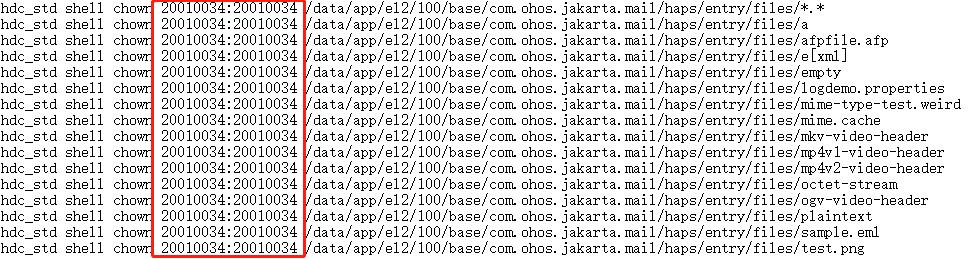 hdc_std shell chown 20010034:20010034 /data/app/el2/100/base/com.ohos.jakarta.mail/haps/entry/files/*.*
hdc_std shell chown 20010034:20010034 /data/app/el2/100/base/com.ohos.jakarta.mail/haps/entry/files/a
hdc_std shell chown 20010034:20010034 /data/app/el2/100/base/com.ohos.jakarta.mail/haps/entry/files/afpfile.afp
hdc_std shell chown 20010034:20010034 /data/app/el2/100/base/com.ohos.jakarta.mail/haps/entry/files/e[xml]
hdc_std shell chown 20010034:20010034 /data/app/el2/100/base/com.ohos.jakarta.mail/haps/entry/files/empty
hdc_std shell chown 20010034:20010034 /data/app/el2/100/base/com.ohos.jakarta.mail/haps/entry/files/logdemo.properties
hdc_std shell chown 20010034:20010034 /data/app/el2/100/base/com.ohos.jakarta.mail/haps/entry/files/mime-type-test.weird
hdc_std shell chown 20010034:20010034 /data/app/el2/100/base/com.ohos.jakarta.mail/haps/entry/files/mime.cache
hdc_std shell chown 20010034:20010034 /data/app/el2/100/base/com.ohos.jakarta.mail/haps/entry/files/mkv-video-header
hdc_std shell chown 20010034:20010034 /data/app/el2/100/base/com.ohos.jakarta.mail/haps/entry/files/mp4v1-video-header
hdc_std shell chown 20010034:20010034 /data/app/el2/100/base/com.ohos.jakarta.mail/haps/entry/files/mp4v2-video-header
hdc_std shell chown 20010034:20010034 /data/app/el2/100/base/com.ohos.jakarta.mail/haps/entry/files/octet-stream
hdc_std shell chown 20010034:20010034 /data/app/el2/100/base/com.ohos.jakarta.mail/haps/entry/files/ogv-video-header
hdc_std shell chown 20010034:20010034 /data/app/el2/100/base/com.ohos.jakarta.mail/haps/entry/files/plaintext
hdc_std shell chown 20010034:20010034 /data/app/el2/100/base/com.ohos.jakarta.mail/haps/entry/files/sample.eml
hdc_std shell chown 20010034:20010034 /data/app/el2/100/base/com.ohos.jakarta.mail/haps/entry/files/test.png